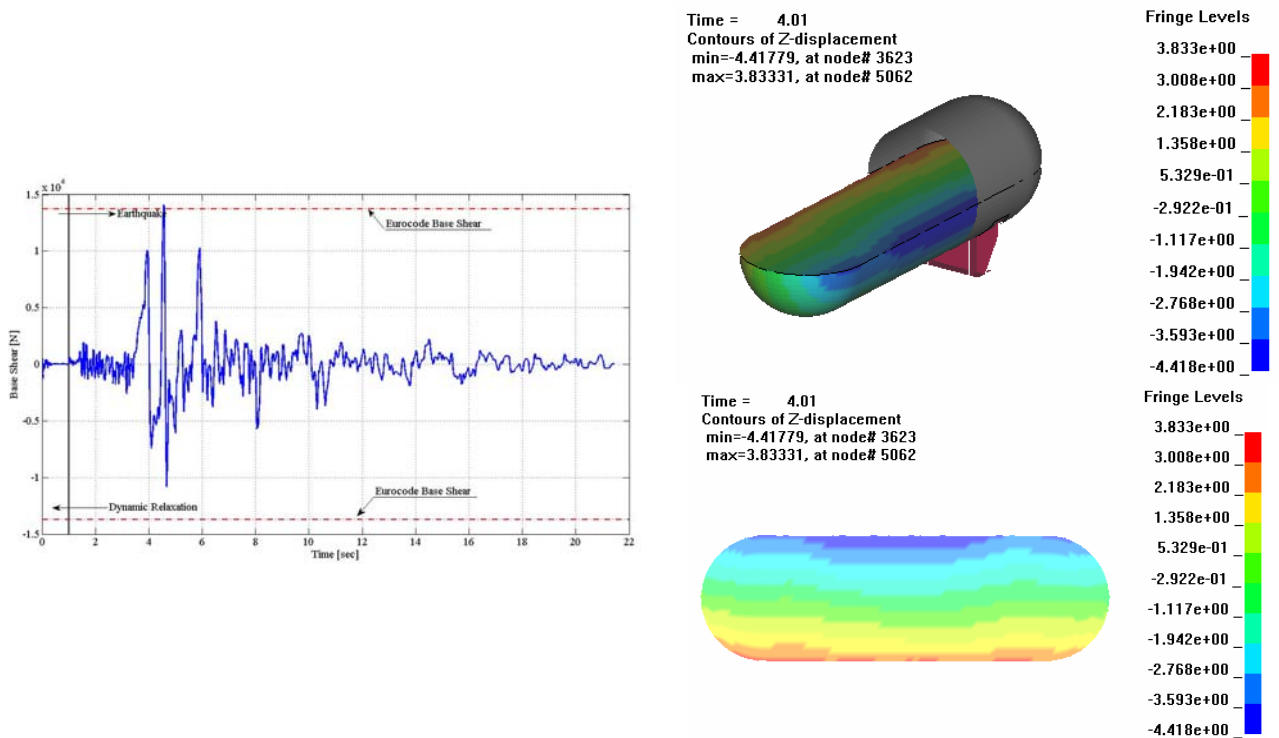 x 10⁴
1.5
1
0.5
0
-0.5
-1
-1.5
Base Shear [N]
Earthquake
Eurocode Base Shear
Eurocode Base Shear
Dynamic Relaxation
0 2 4 6 8 10 12 14 16 18 20 22
Time [sec]
Time = 4.01
Contours of Z-displacement
min=-4.41779, at node# 3623
max=3.83331, at node# 5062
Fringe Levels
3.833e+00
3.008e+00
2.183e+00
1.358e+00
5.329e-01
-2.922e-01
-1.117e+00
-1.942e+00
-2.768e+00
-3.593e+00
-4.418e+00
Time = 4.01
Contours of Z-displacement
min=-4.41779, at node# 3623
max=3.83331, at node# 5062
Fringe Levels
3.833e+00
3.008e+00
2.183e+00
1.358e+00
5.329e-01
-2.922e-01
-1.117e+00
-1.942e+00
-2.768e+00
-3.593e+00
-4.418e+00